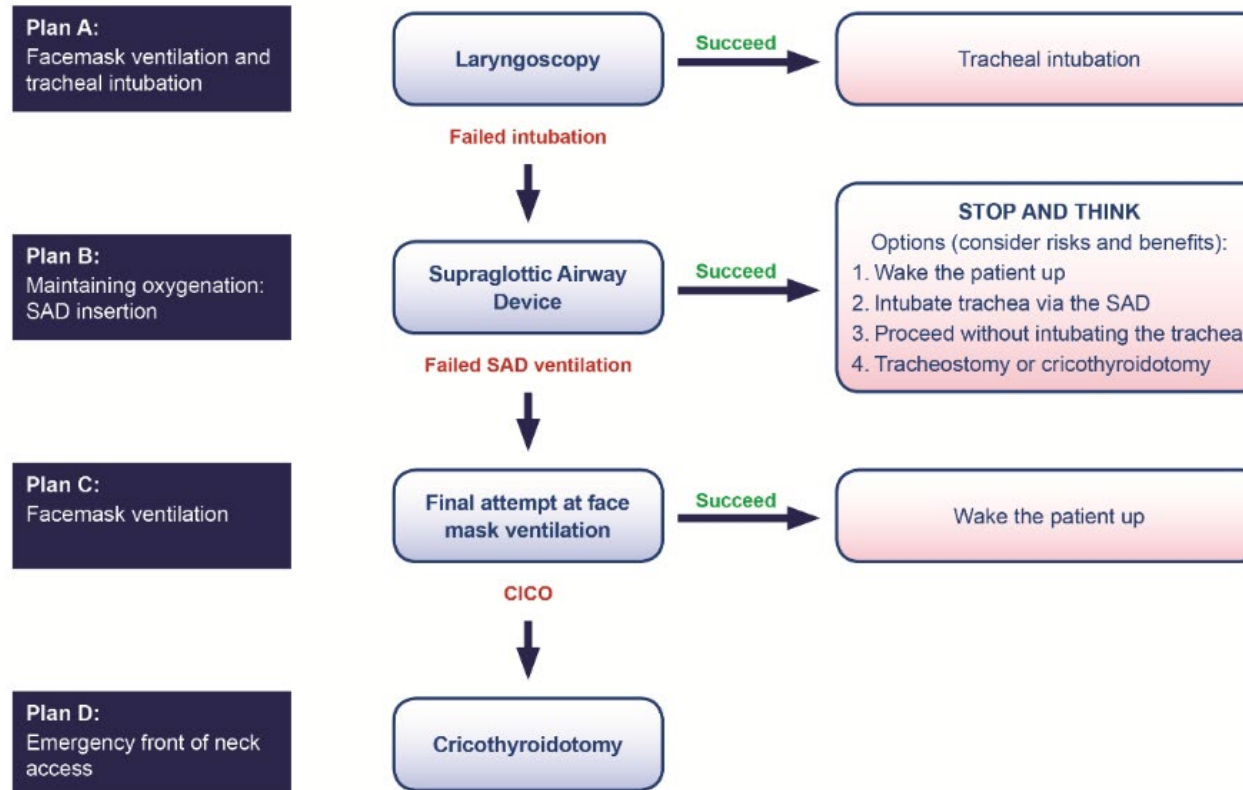 Plan A:
Facemask ventilation and
tracheal intubation
Laryngoscopy
Succeed
Tracheal intubation
Failed intubation
Plan B:
Maintaining oxygenation:
SAD insertion
Supraglottic Airway
Device
Succeed
STOP AND THINK
Options (consider risks and benefits):
1. Wake the patient up
2. Intubate trachea via the SAD
3. Proceed without intubating the trachea
4. Tracheostomy or cricothyroidotomy
Failed SAD ventilation
Plan C:
Facemask ventilation
Final attempt at face
mask ventilation
Succeed
Wake the patient up
CICO
Plan D:
Emergency front of neck
access
Cricothyroidotomy